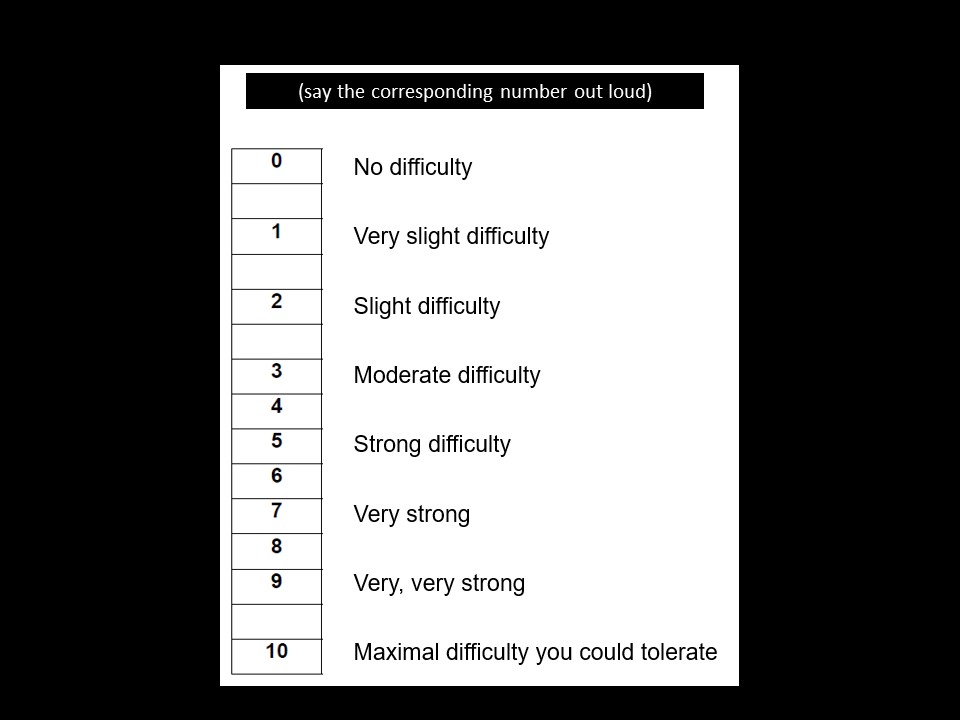 (say the corresponding number out loud)
0 No difficulty
1 Very slight difficulty
2 Slight difficulty
3 Moderate difficulty
4
5 Strong difficulty
6
7 Very strong
8
9 Very, very strong
10 Maximal difficulty you could tolerate